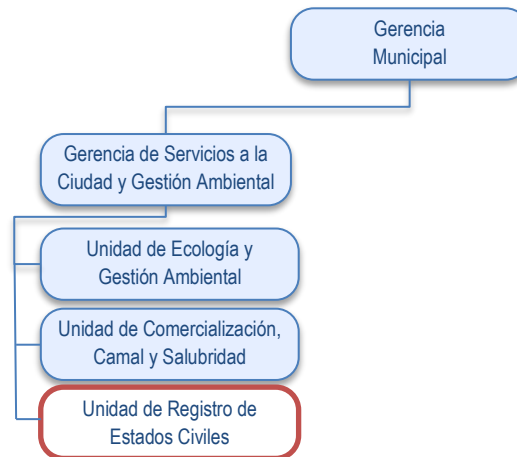 Gerencia
Municipal
Gerencia de Servicios a la
Ciudad y Gestión Ambiental
Unidad de Ecología y
Gestión Ambiental
Unidad de Comercialización,
Camal y Salubridad
Unidad de Registro de
Estados Civiles